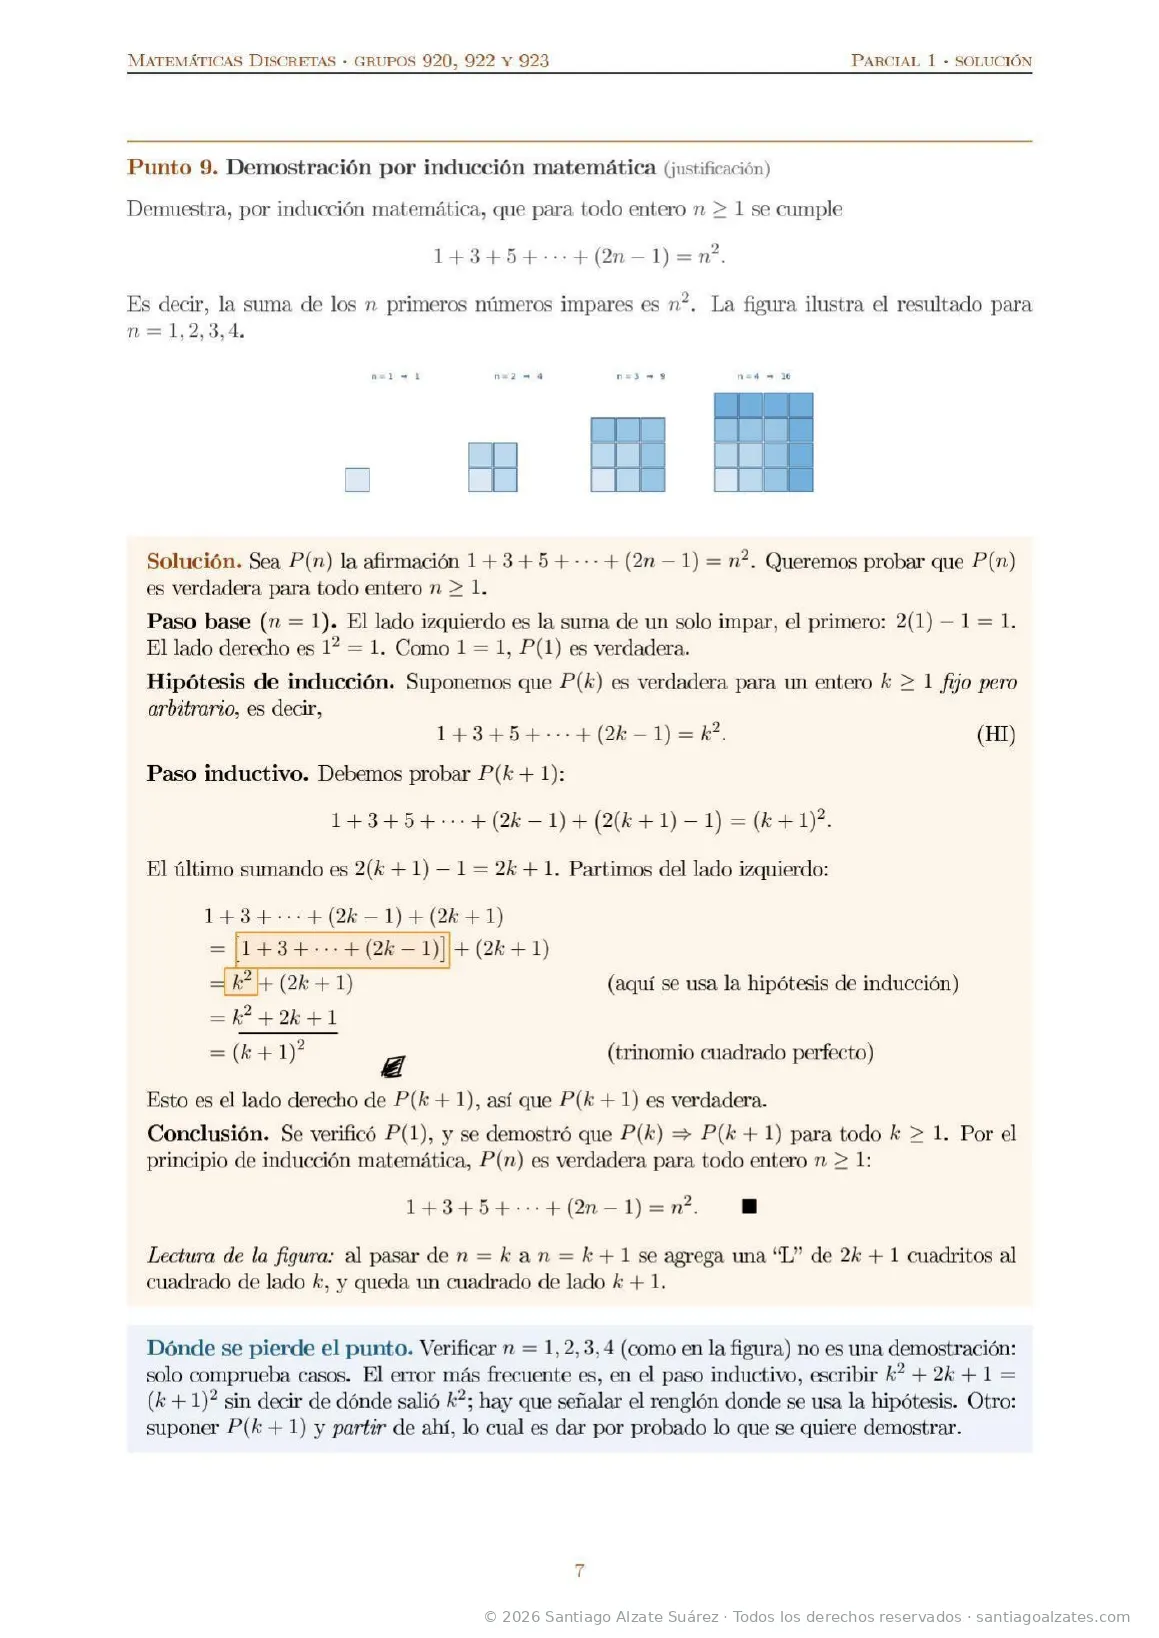 Matemáticas Discretas · grupos 920, 922 y 923 Parcial 1 · solución
Punto 9. Demostración por inducción matemática (justificación)
Demuestra, por inducción matemática, que para todo entero n ≥ 1 se cumple
1 + 3 + 5 + · · · + (2n − 1) = n².
Es decir, la suma de los n primeros números impares es n². La figura ilustra el resultado para
n = 1, 2, 3, 4.
n = 1 → 1 n = 2 → 4 n = 3 → 9 n = 4 → 16
Solución. Sea P(n) la afirmación 1 + 3 + 5 + · · · + (2n − 1) = n². Queremos probar que P(n)
es verdadera para todo entero n ≥ 1.
Paso base (n = 1). El lado izquierdo es la suma de un solo impar, el primero: 2(1) − 1 = 1.
El lado derecho es 1² = 1. Como 1 = 1, P(1) es verdadera.
Hipótesis de inducción. Suponemos que P(k) es verdadera para un entero k ≥ 1 fijo pero
arbitrario, es decir,
1 + 3 + 5 + · · · + (2k − 1) = k². (HI)
Paso inductivo. Debemos probar P(k + 1):
1 + 3 + 5 + · · · + (2k − 1) + (2(k + 1) − 1) = (k + 1)².
El último sumando es 2(k + 1) − 1 = 2k + 1. Partimos del lado izquierdo:
1 + 3 + · · · + (2k − 1) + (2k + 1)
= [1 + 3 + · · · + (2k − 1)] + (2k + 1)
= k² + (2k + 1) (aquí se usa la hipótesis de inducción)
= k² + 2k + 1
= (k + 1)² (trinomio cuadrado perfecto)
Esto es el lado derecho de P(k + 1), así que P(k + 1) es verdadera.
Conclusión. Se verificó P(1), y se demostró que P(k) ⇒ P(k + 1) para todo k ≥ 1. Por el
principio de inducción matemática, P(n) es verdadera para todo entero n ≥ 1:
1 + 3 + 5 + · · · + (2n − 1) = n². ■
Lectura de la figura: al pasar de n = k a n = k + 1 se agrega una “L” de 2k + 1 cuadritos al
cuadrado de lado k, y queda un cuadrado de lado k + 1.
Dónde se pierde el punto. Verificar n = 1, 2, 3, 4 (como en la figura) no es una demostración:
solo comprueba casos. El error más frecuente es, en el paso inductivo, escribir k² + 2k + 1 =
(k + 1)² sin decir de dónde salió k²; hay que señalar el renglón donde se usa la hipótesis. Otro:
suponer P(k + 1) y partir de ahí, lo cual es dar por probado lo que se quiere demostrar.
7
© 2026 Santiago Alzate Suárez · Todos los derechos reservados · santiagoalzates.com